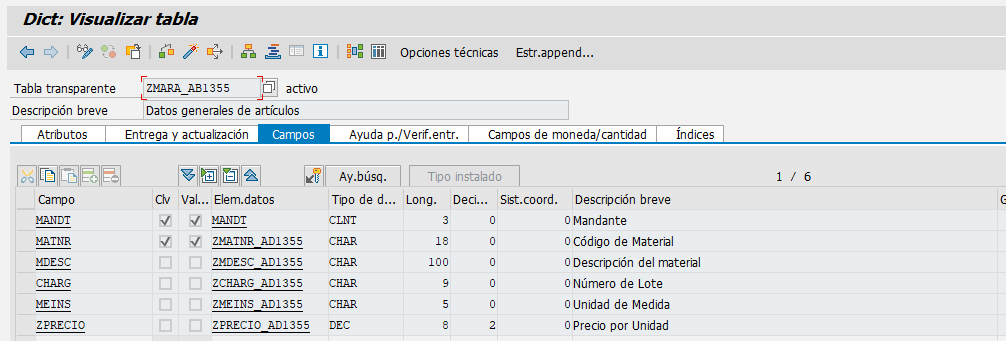 Dict: Visualizar tabla
Opciones técnicas Estr.append...
Tabla transparente ZMARA_AB1355 activo
Descripción breve Datos generales de artículos
Atributos Entrega y actualización Campos Ayuda p./Verif.entr. Campos de moneda/cantidad Índices
Ay.búsq. Tipo instalado 1 / 6
Campo Clv Val... Elem.datos Tipo de d... Long. Deci... Sist.coord. Descripción breve G
MANDT MANDT CLNT 3 0 0 Mandante
MATNR ZMATNR_AD1355 CHAR 18 0 0 Código de Material
MDESC ZMDESC_AD1355 CHAR 100 0 0 Descripción del material
CHARG ZCHARG_AD1355 CHAR 9 0 0 Número de Lote
MEINS ZMEINS_AD1355 CHAR 5 0 0 Unidad de Medida
ZPRECIO ZPRECIO_AD1355 DEC 8 2 0 Precio por Unidad